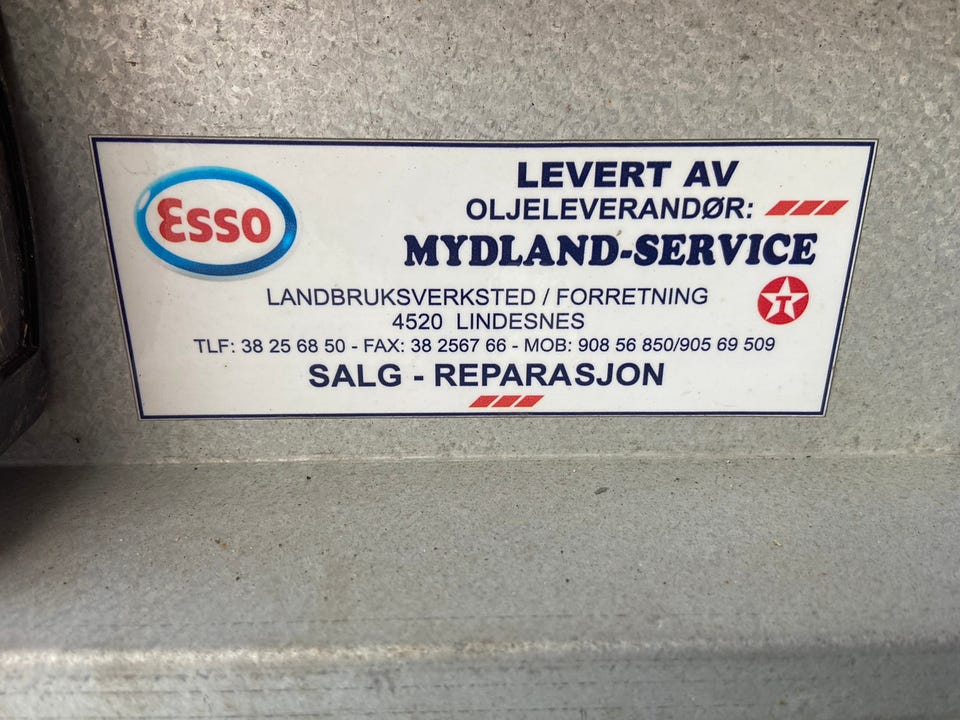 LEVERT AV
Esso
OLJELEVERANDØR:
MYDLAND-SERVICE
LANDBRUKSVERKSTED / FORRETNING
T
4520 LINDESNES
TLF: 38 25 68 50 - FAX: 38 2567 66 - MOB: 908 56 850/905 69 509
SALG - REPARASJON